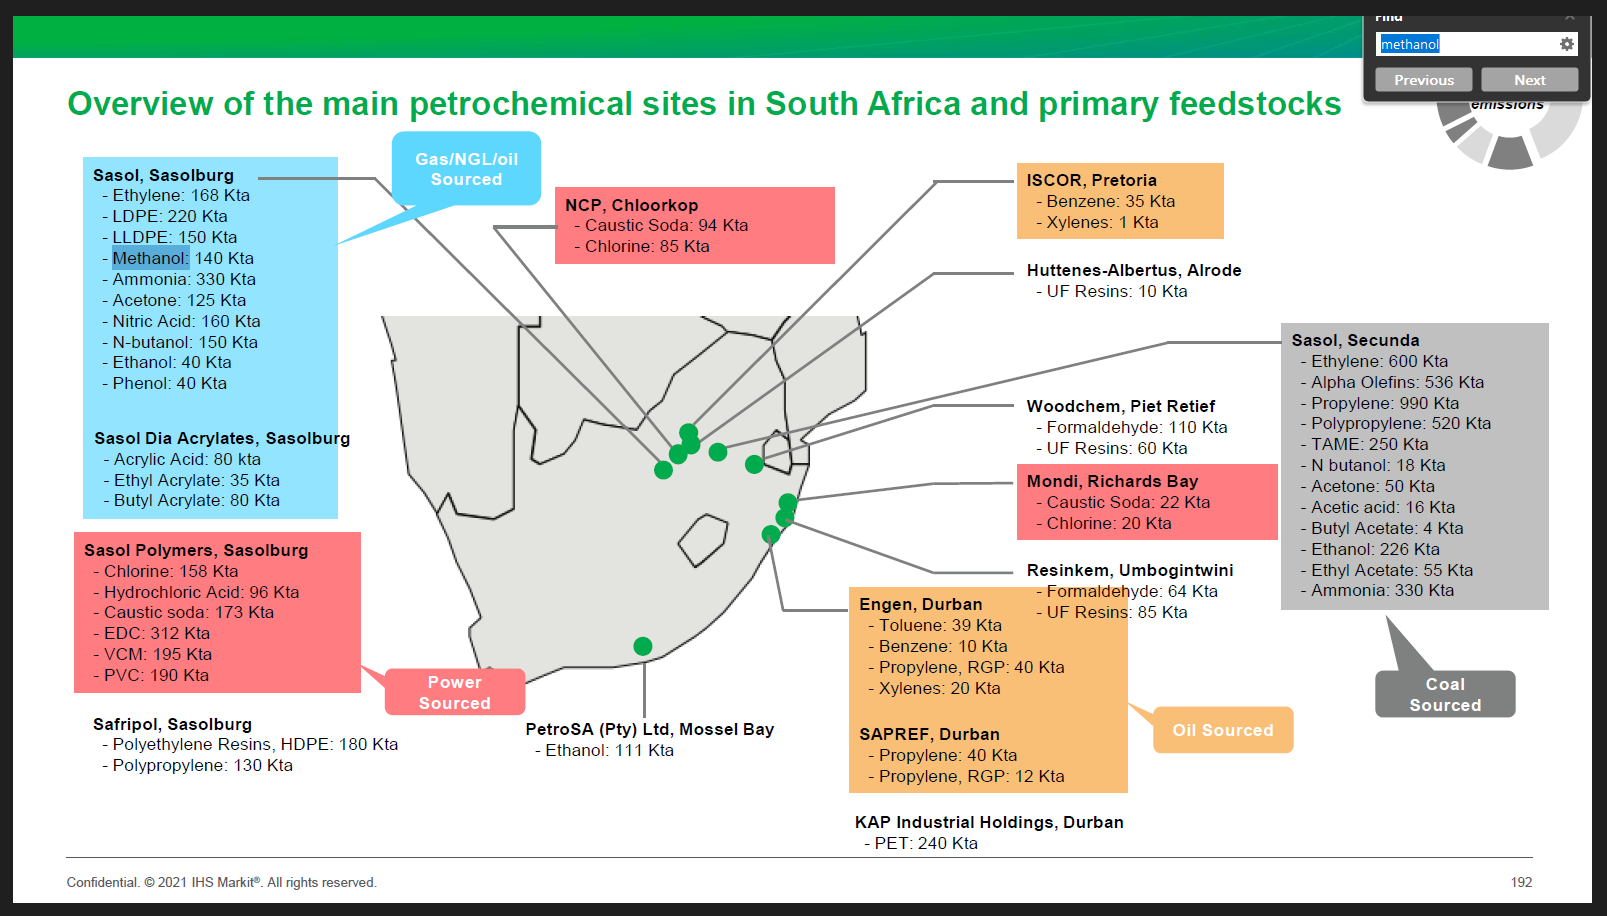 Find
methanol
Previous Next
emissions
Overview of the main petrochemical sites in South Africa and primary feedstocks
Gas/NGL/oil
Sourced
Sasol, Sasolburg
- Ethylene: 168 Kta
- LDPE: 220 Kta
- LLDPE: 150 Kta
- Methanol: 140 Kta
- Ammonia: 330 Kta
- Acetone: 125 Kta
- Nitric Acid: 160 Kta
- N-butanol: 150 Kta
- Ethanol: 40 Kta
- Phenol: 40 Kta
Sasol Dia Acrylates, Sasolburg
- Acrylic Acid: 80 kta
- Ethyl Acrylate: 35 Kta
- Butyl Acrylate: 80 Kta
Sasol Polymers, Sasolburg
- Chlorine: 158 Kta
- Hydrochloric Acid: 96 Kta
- Caustic soda: 173 Kta
- EDC: 312 Kta
- VCM: 195 Kta
- PVC: 190 Kta
Power
Sourced
Safripol, Sasolburg
- Polyethylene Resins, HDPE: 180 Kta
- Polypropylene: 130 Kta
NCP, Chloorkop
- Caustic Soda: 94 Kta
- Chlorine: 85 Kta
PetroSA (Pty) Ltd, Mossel Bay
- Ethanol: 111 Kta
ISCOR, Pretoria
- Benzene: 35 Kta
- Xylenes: 1 Kta
Huttenes-Albertus, Alrode
- UF Resins: 10 Kta
Woodchem, Piet Retief
- Formaldehyde: 110 Kta
- UF Resins: 60 Kta
Mondi, Richards Bay
- Caustic Soda: 22 Kta
- Chlorine: 20 Kta
Resinkem, Umbogintwini
- Formaldehyde: 64 Kta
- UF Resins: 85 Kta
Engen, Durban
- Toluene: 39 Kta
- Benzene: 10 Kta
- Propylene, RGP: 40 Kta
- Xylenes: 20 Kta
SAPREF, Durban
- Propylene: 40 Kta
- Propylene, RGP: 12 Kta
Oil Sourced
KAP Industrial Holdings, Durban
- PET: 240 Kta
Sasol, Secunda
- Ethylene: 600 Kta
- Alpha Olefins: 536 Kta
- Propylene: 990 Kta
- Polypropylene: 520 Kta
- TAME: 250 Kta
- N butanol: 18 Kta
- Acetone: 50 Kta
- Acetic acid: 16 Kta
- Butyl Acetate: 4 Kta
- Ethanol: 226 Kta
- Ethyl Acetate: 55 Kta
- Ammonia: 330 Kta
Coal
Sourced
Confidential. © 2021 IHS Markit®. All rights reserved.
192